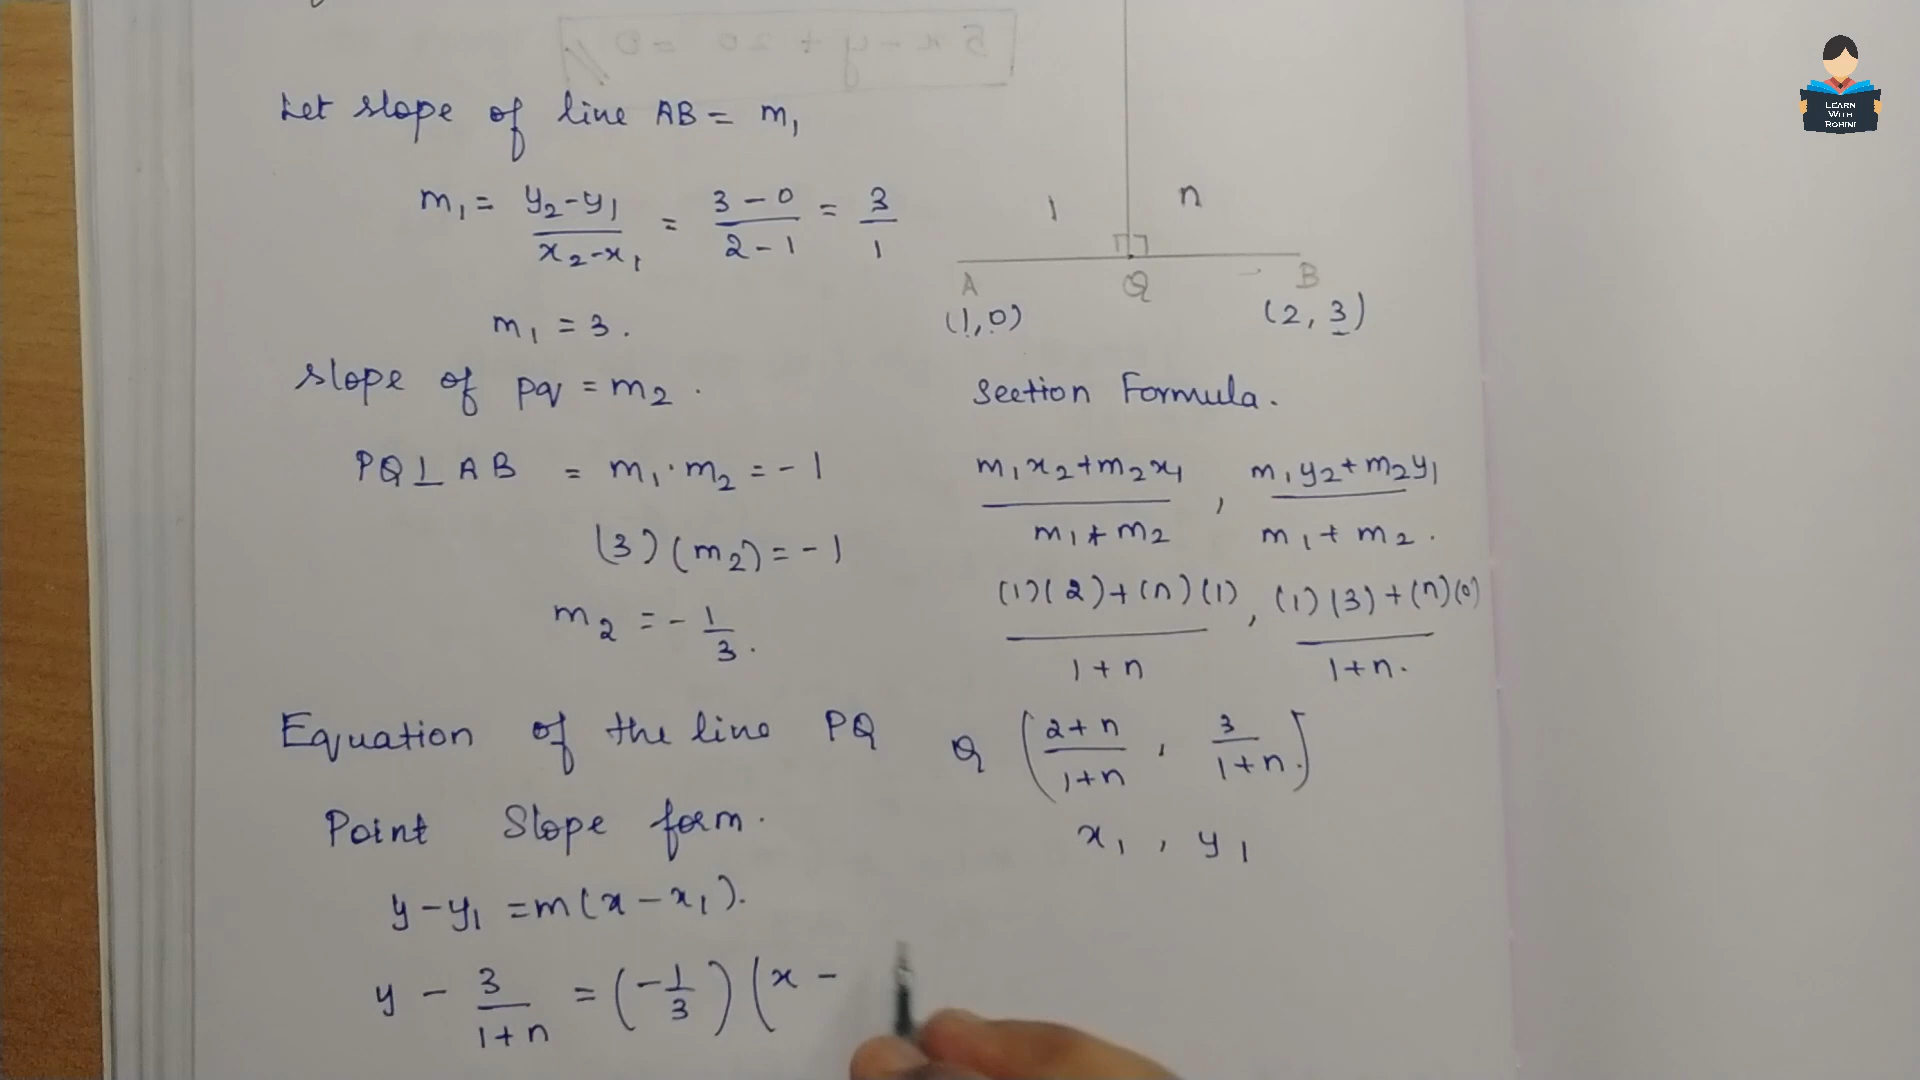 5x-y+20=0
Let slope of line AB = m₁
m₁ = y₂-y₁ / x₂-x₁ = 3-0 / 2-1 = 3/1
m₁ = 3.
slope of pq = m₂.
PQ⊥AB = m₁·m₂ = -1
(3)(m₂) = -1
m₂ = -1/3.
Equation of the line PQ
Point Slope form.
y-y₁ = m(x-x₁).
y - 3/1+n = (-1/3)(x -
1 n
A Q B
(1,0) (2,3)
Section Formula.
m₁x₂+m₂x₁ / m₁+m₂ , m₁y₂+m₂y₁ / m₁+m₂.
(1)(2)+(n)(1) / 1+n , (1)(3)+(n)(0) / 1+n.
Q (2+n / 1+n , 3 / 1+n.)
x₁, y₁
LEARN
WITH
ROHINI